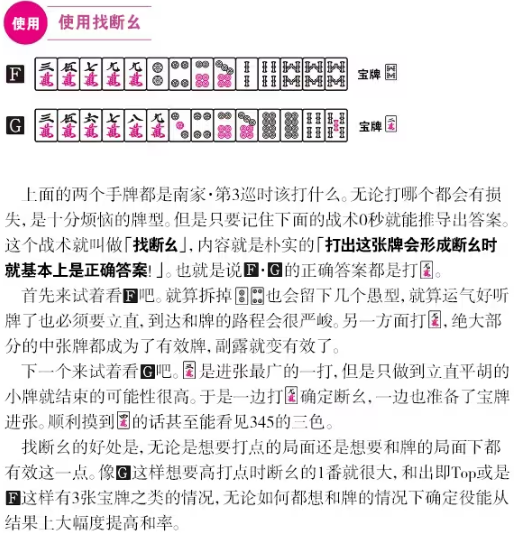 使用 使用找断幺
F 三萬 五萬 七萬 九萬 九萬 宝牌
G 三萬 五萬 六萬 七萬 八萬 九萬 宝牌
上面的两个手牌都是南家·第3巡时该打什么。无论打哪个都会有损
失，是十分烦恼的牌型。但是只要记住下面的战术0秒就能推导出答案。
这个战术就叫做「找断幺」，内容就是朴实的「打出这张牌会形成断幺时
就基本上是正确答案！」。也就是说F·G的正确答案都是打。
首先来试着看F吧。就算拆掉也会留下几个愚型，就算运气好听
牌了也必须要立直，到达和牌的路程会很严峻。另一方面打，绝大部
分的中张牌都成为了有效牌，副露就变有效了。
下一个来试着看G吧。是进张最广的一打，但是只做到立直平胡的
小牌就结束的可能性很高。于是一边打确定断幺，一边也准备了宝牌
进张。顺利摸到的话甚至能看见345的三色。
找断幺的好处是，无论是想要打点的局面还是想要和牌的局面下都
有效这一点。像G这样想要高打点时断幺的1番就很大，和出即Top或是
F这样有3张宝牌之类的情况，无论如何都想和牌的情况下确定役能从
结果上大幅度提高和率。